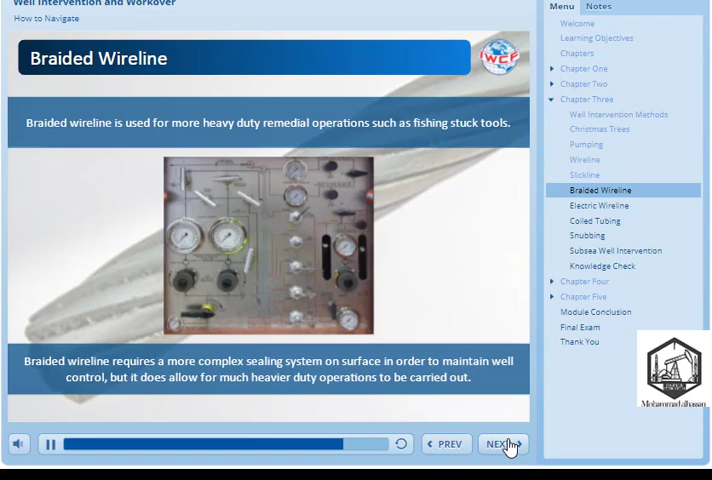 Well Intervention and Workover
How to Navigate
Braided Wireline
IWCF
Braided wireline is used for more heavy duty remedial operations such as fishing stuck tools.
Braided wireline requires a more complex sealing system on surface in order to maintain well
control, but it does allow for much heavier duty operations to be carried out.
PREV
NEXT
Menu
Notes
Welcome
Learning Objectives
Chapters
Chapter One
Chapter Two
Chapter Three
Well Intervention Methods
Christmas Trees
Pumping
Wireline
Slickline
Braided Wireline
Electric Wireline
Coiled Tubing
Snubbing
Subsea Well Intervention
Knowledge Check
Chapter Four
Chapter Five
Module Conclusion
Final Exam
Thank You